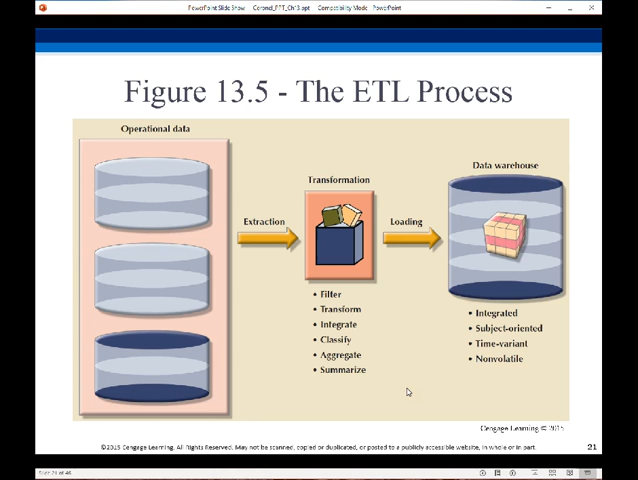 PowerPoint Slide Show - Coronel_PPT_Ch13.ppt Compatibility Mode - PowerPoint
Figure 13.5 - The ETL Process
Operational data
Data warehouse
Transformation
Extraction
Loading
• Filter
• Transform
• Integrate
• Classify
• Aggregate
• Summarize
• Integrated
• Subject-oriented
• Time-variant
• Nonvolatile
Cengage Learning © 2015
©2015 Cengage Learning. All Rights Reserved. May not be scanned, copied or duplicated, or posted to a publicly accessible website, in whole or in part.
21